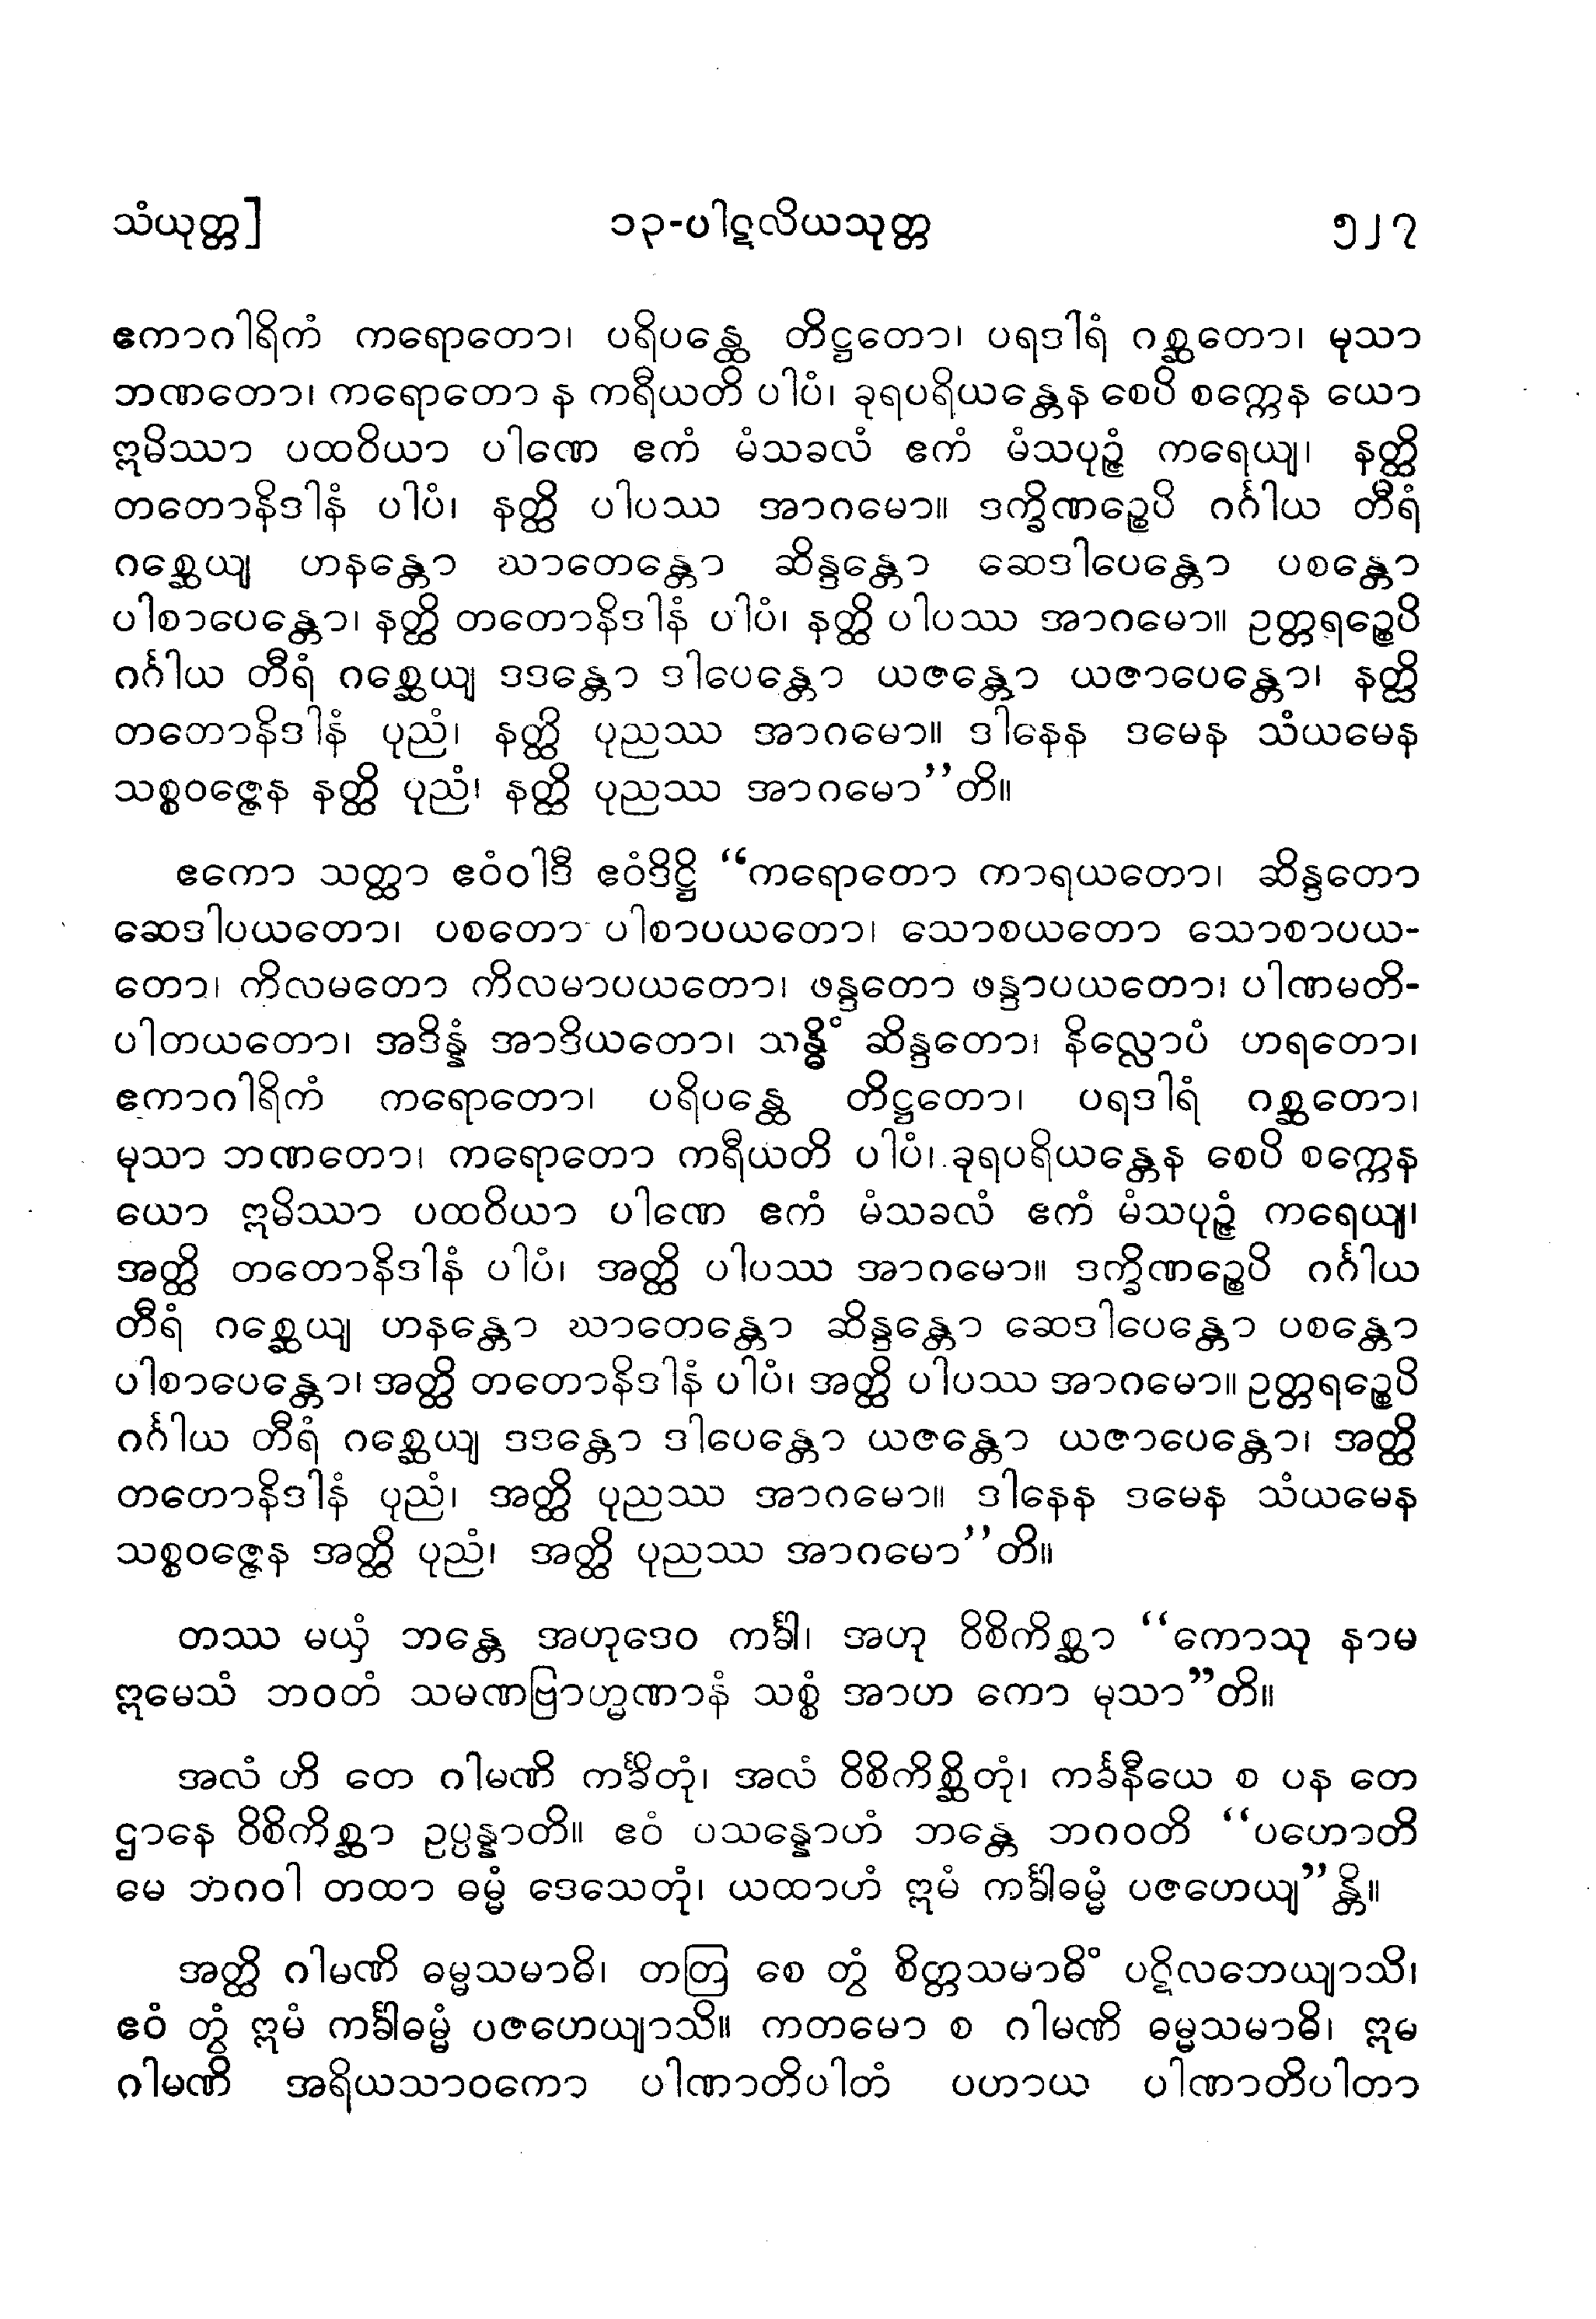 သံယုတ္တ]	၁၃-ပါဋလိယသုတ္တ	၅၂၇
ဧကာဂါရိကံ ကရောတော၊ ပရိပန္ထေ တိဋ္ဌတော၊ ပရဒါရံ ဂစ္ဆတော၊ မုသာ
ဘဏတော၊ ကရောတော န ကရီယတိ ပါပံ၊ ခုရပရိယန္တေန စေပိ စက္ကေန ယော
ဣမိဿာ ပထဝိယာ ပါဏေ ဧကံ မံသခလံ ဧကံ မံသပုဉ္ဇံ ကရေယျ၊ နတ္ထိ
တတောနိဒါနံ ပါပံ၊ နတ္ထိ ပါပဿ အာဂမော။ ဒက္ခိဏဉ္စေပိ ဂင်္ဂါယ တီရံ
ဂစ္ဆေယျ ဟနန္တော ဃာတေန္တော ဆိန္ဒန္တော ဆေဒါပေန္တော ပစန္တော
ပါစာပေန္တော၊ နတ္ထိ တတောနိဒါနံ ပါပံ၊ နတ္ထိ ပါပဿ အာဂမော။ ဥတ္တရဉ္စေပိ
ဂင်္ဂါယ တီရံ ဂစ္ဆေယျ ဒဒန္တော ဒါပေန္တော ယဇန္တော ယဇာပေန္တော၊ နတ္ထိ
တတောနိဒါနံ ပုညံ၊ နတ္ထိ ပုညဿ အာဂမော။ ဒါနေန ဒမေန သံယမေန
သစ္စဝဇ္ဇေန နတ္ထိ ပုညံ၊ နတ္ထိ ပုညဿ အာဂမော’’တိ။
ဧကော သတ္ထာ ဧဝံဝါဒီ ဧဝံဒိဋ္ဌိ “ကရောတော ကာရယတော၊ ဆိန္ဒတော
ဆေဒါပယတော၊ ပစတော ပါစာပယတော၊ သောစယတော သောစာပယ-
တော၊ ကိလမတော ကိလမာပယတော၊ ဖန္ဒတော ဖန္ဒာပယတော၊ ပါဏမတိ-
ပါတယတော၊ အဒိန္နံ အာဒိယတော၊ သန္ဓိံ ဆိန္ဒတော၊ နိလ္လောပံ ဟရတော၊
ဧကာဂါရိကံ ကရောတော၊ ပရိပန္ထေ တိဋ္ဌတော၊ ပရဒါရံ ဂစ္ဆတော၊
မုသာ ဘဏတော၊ ကရောတော ကရီယတိ ပါပံ၊ ခုရပရိယန္တေန စေပိ စက္ကေန
ယော ဣမိဿာ ပထဝိယာ ပါဏေ ဧကံ မံသခလံ ဧကံ မံသပုဉ္ဇံ ကရေယျ၊
အတ္ထိ တတောနိဒါနံ ပါပံ၊ အတ္ထိ ပါပဿ အာဂမော။ ဒက္ခိဏဉ္စေပိ ဂင်္ဂါယ
တီရံ ဂစ္ဆေယျ ဟနန္တော ဃာတေန္တော ဆိန္ဒန္တော ဆေဒါပေန္တော ပစန္တော
ပါစာပေန္တော၊ အတ္ထိ တတောနိဒါနံ ပါပံ၊ အတ္ထိ ပါပဿ အာဂမော။ ဥတ္တရဉ္စေပိ
ဂင်္ဂါယ တီရံ ဂစ္ဆေယျ ဒဒန္တော ဒါပေန္တော ယဇန္တော ယဇာပေန္တော၊ အတ္ထိ
တတောနိဒါနံ ပုညံ၊ အတ္ထိ ပုညဿ အာဂမော။ ဒါနေန ဒမေန သံယမေန
သစ္စဝဇ္ဇေန အတ္ထိ ပုညံ၊ အတ္ထိ ပုညဿ အာဂမော’’တိ။
တဿ မယှံ ဘန္တေ အဟုဒေဝ ကင်္ခါ၊ အဟု ဝိစိကိစ္ဆာ “ကောသု နာမ
ဣမေသံ ဘဝတံ သမဏဗြာဟ္မဏာနံ သစ္စံ အာဟ ကော မုသာ”တိ။
အလံ ဟိ တေ ဂါမဏိ ကင်္ခိတုံ၊ အလံ ဝိစိကိစ္ဆိတုံ၊ ကင်္ခနီယေ စ ပန တေ
ဌာနေ ဝိစိကိစ္ဆာ ဥပ္ပန္နာတိ။ ဧဝံ ပသန္နောဟံ ဘန္တေ ဘဂဝတိ “ပဟောတိ
မေ ဘဂဝါ တထာ ဓမ္မံ ဒေသေတုံ၊ ယထာဟံ ဣမံ ကင်္ခါဓမ္မံ ပဇဟေယျ”န္တိ။
အတ္ထိ ဂါမဏိ ဓမ္မသမာဓိ၊ တတြ စေ တွံ စိတ္တသမာဓိံ ပဋိလဘေယျာသိ၊
ဧဝံ တွံ ဣမံ ကင်္ခါဓမ္မံ ပဇဟေယျာသိ။ ကတမော စ ဂါမဏိ ဓမ္မသမာဓိ၊ ဣဓ
ဂါမဏိ အရိယသာဝကော ပါဏာတိပါတံ ပဟာယ ပါဏာတိပါတာ